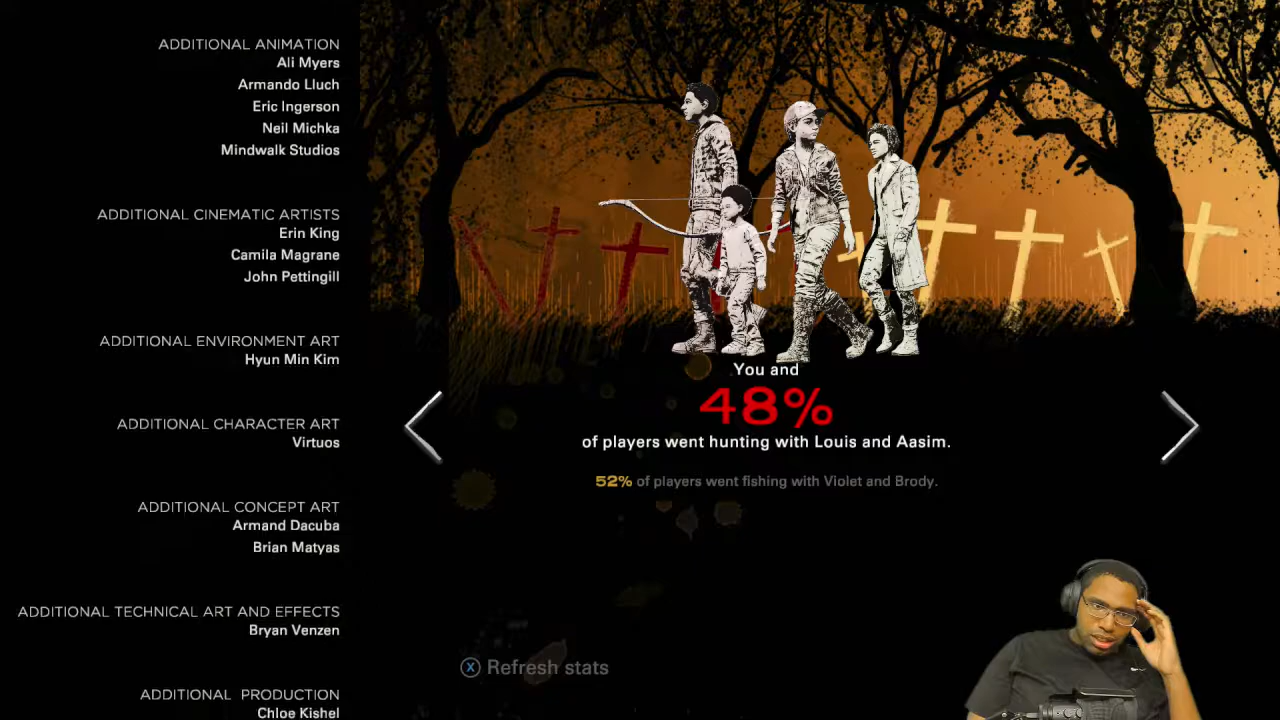 ADDITIONAL ANIMATION
Ali Myers
Armando Lluch
Eric Ingerson
Neil Michka
Mindwalk Studios
ADDITIONAL CINEMATIC ARTISTS
Erin King
Camila Magrane
John Pettingill
ADDITIONAL ENVIRONMENT ART
Hyun Min Kim
ADDITIONAL CHARACTER ART
Virtuos
ADDITIONAL CONCEPT ART
Armand Dacuba
Brian Matyas
ADDITIONAL TECHNICAL ART AND EFFECTS
Bryan Venzen
ADDITIONAL PRODUCTION
Chloe Kishel
You and
48%
of players went hunting with Louis and Aasim.
52% of players went fishing with Violet and Brody.
X Refresh stats